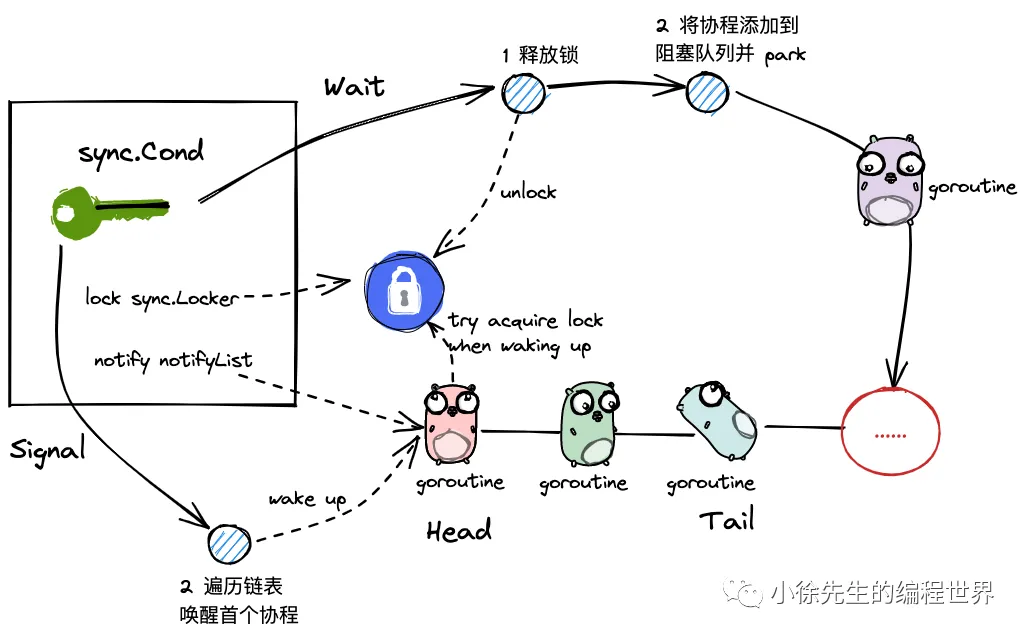 1 释放锁
2 将协程添加到
阻塞队列并 park
Wait
sync.Cond
goroutine
unlock
lock sync.Locker
try acquire lock
when waking up
notify notifyList
......
Signal
goroutine
goroutine
goroutine
wake up
Head
Tail
2 遍历链表
唤醒首个协程
小徐先生的编程世界